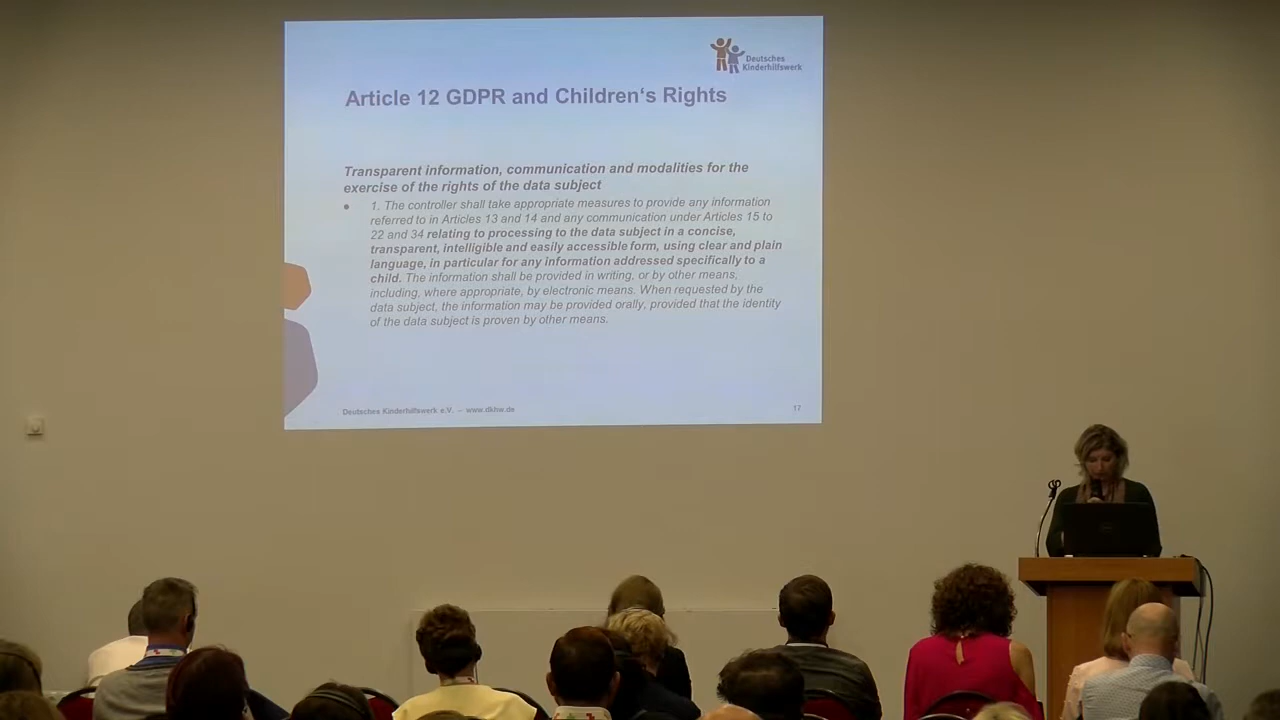 Deutsches
Kinderhilfswerk
Article 12 GDPR and Children‘s Rights
Transparent information, communication and modalities for the
exercise of the rights of the data subject
• 1. The controller shall take appropriate measures to provide any information
referred to in Articles 13 and 14 and any communication under Articles 15 to
22 and 34 relating to processing to the data subject in a concise,
transparent, intelligible and easily accessible form, using clear and plain
language, in particular for any information addressed specifically to a
child. The information shall be provided in writing, or by other means,
including, where appropriate, by electronic means. When requested by the
data subject, the information may be provided orally, provided that the identity
of the data subject is proven by other means.
Deutsches Kinderhilfswerk e.V. – www.dkhw.de
17